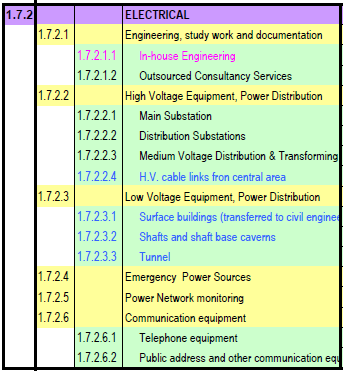 1.7.2 ELECTRICAL
1.7.2.1 Engineering, study work and documentation
1.7.2.1.1 In-house Engineering
1.7.2.1.2 Outsourced Consultancy Services
1.7.2.2 High Voltage Equipment, Power Distribution
1.7.2.2.1 Main Substation
1.7.2.2.2 Distribution Substations
1.7.2.2.3 Medium Voltage Distribution & Transforming
1.7.2.2.4 H.V. cable links fron central area
1.7.2.3 Low Voltage Equipment, Power Distribution
1.7.2.3.1 Surface buildings (transferred to civil enginee
1.7.2.3.2 Shafts and shaft base caverns
1.7.2.3.3 Tunnel
1.7.2.4 Emergency Power Sources
1.7.2.5 Power Network monitoring
1.7.2.6 Communication equipment
1.7.2.6.1 Telephone equipment
1.7.2.6.2 Public address and other communication equ